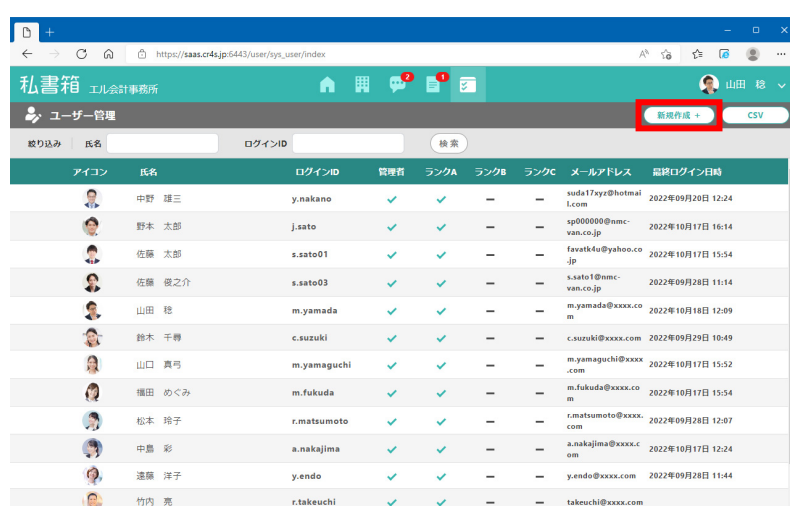 +
https://saas.cr4s.jp:6443/user/sys_user/index
私書箱 エル会計事務所 2 1 山田 稔
ユーザー管理 新規作成 + CSV
絞り込み 氏名 ログインID 検索
アイコン 氏名 ログインID 管理者 ランクA ランクB ランクC メールアドレス 最終ログイン日時
中野 雄三 y.nakano ✓ ✓ − − suda17xyz@hotmai
l.com 2022年09月20日 12:24
野本 太郎 j.sato ✓ ✓ − − sp000000@nmc-
van.co.jp 2022年10月17日 16:14
佐藤 太郎 s.sato01 ✓ ✓ − − favatk4u@yahoo.co
.jp 2022年10月17日 15:54
佐藤 俊之介 s.sato03 ✓ ✓ − − s.sato1@nmc-
van.co.jp 2022年09月28日 11:14
山田 稔 m.yamada ✓ ✓ − − m.yamada@xxxx.co
m 2022年10月18日 12:09
鈴木 千尋 c.suzuki ✓ ✓ − − c.suzuki@xxxx.com 2022年09月29日 10:49
山口 真弓 m.yamaguchi ✓ ✓ − − m.yamaguchi@xxxx
.com 2022年10月17日 15:52
福田 めぐみ m.fukuda ✓ ✓ − − m.fukuda@xxxx.co
m 2022年10月17日 15:54
松本 玲子 r.matsumoto ✓ ✓ − − r.matsumoto@xxxx.
com 2022年09月28日 12:07
中島 彩 a.nakajima ✓ ✓ − − a.nakajima@xxxx.c
om 2022年10月17日 12:24
遠藤 洋子 y.endo ✓ ✓ − − y.endo@xxxx.com 2022年09月28日 11:44
竹内 亮 r.takeuchi ✓ ✓ − − takeuchi@xxxx.com